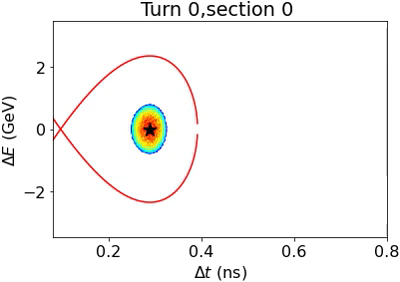 Turn 0,section 0
2
0
−2
ΔE (GeV)
0.2 0.4 0.6 0.8
Δt (ns)